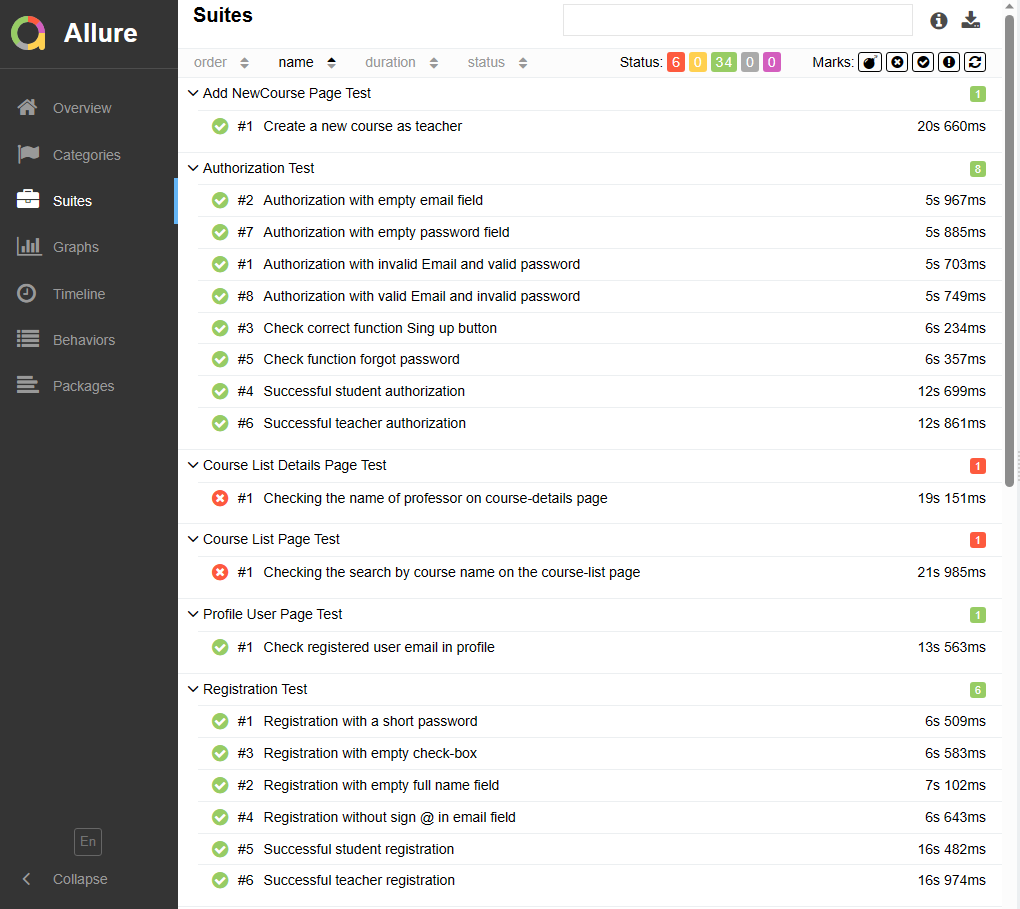 Allure
Overview
Categories
Suites
Graphs
Timeline
Behaviors
Packages
En
Collapse
Suites
order name duration status Status: 6 0 34 0 0 Marks:
Add NewCourse Page Test 1
#1 Create a new course as teacher 20s 660ms
Authorization Test 8
#2 Authorization with empty email field 5s 967ms
#7 Authorization with empty password field 5s 885ms
#1 Authorization with invalid Email and valid password 5s 703ms
#8 Authorization with valid Email and invalid password 5s 749ms
#3 Check correct function Sing up button 6s 234ms
#5 Check function forgot password 6s 357ms
#4 Successful student authorization 12s 699ms
#6 Successful teacher authorization 12s 861ms
Course List Details Page Test 1
#1 Checking the name of professor on course-details page 19s 151ms
Course List Page Test 1
#1 Checking the search by course name on the course-list page 21s 985ms
Profile User Page Test 1
#1 Check registered user email in profile 13s 563ms
Registration Test 6
#1 Registration with a short password 6s 509ms
#3 Registration with empty check-box 6s 583ms
#2 Registration with empty full name field 7s 102ms
#4 Registration without sign @ in email field 6s 643ms
#5 Successful student registration 16s 482ms
#6 Successful teacher registration 16s 974ms